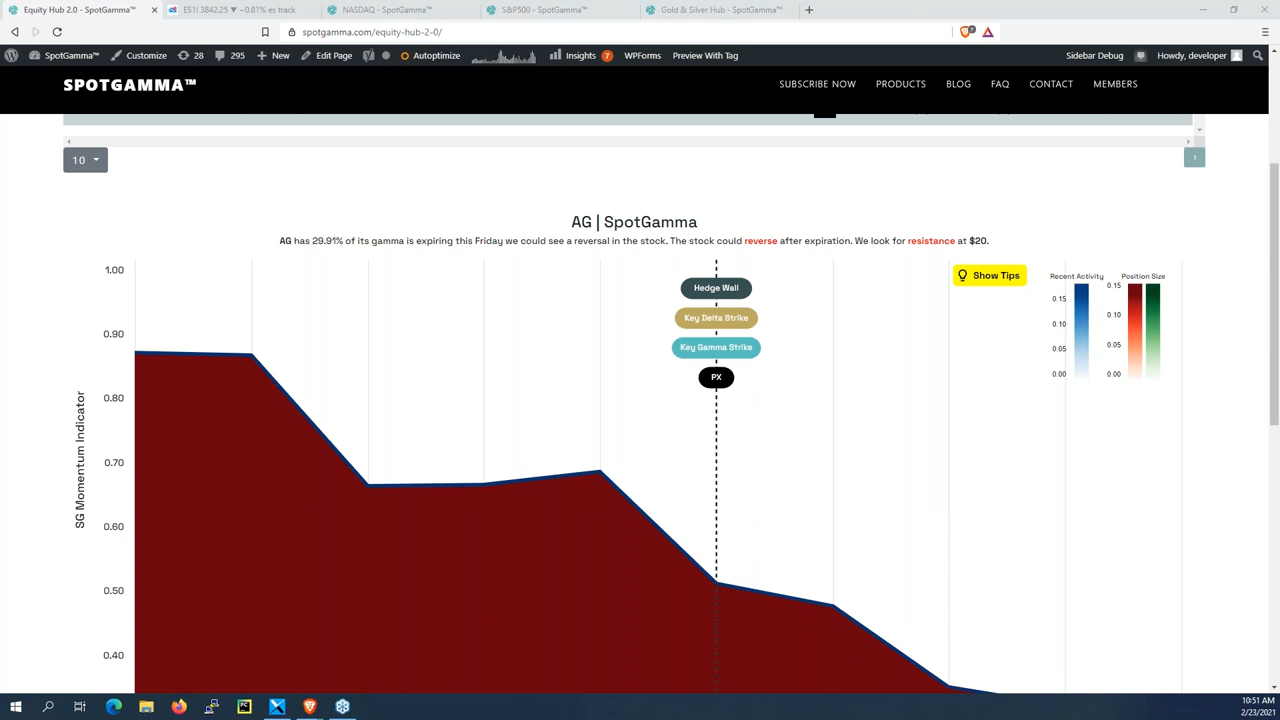 Equity Hub 2.0 - SpotGamma™
ES1! 3842.25 ▼ −0.81% es track
NASDAQ - SpotGamma™
S&P500 - SpotGamma™
Gold & Silver Hub - SpotGamma™
spotgamma.com/equity-hub-2-0/
SpotGamma™ Customize 28 295 New Edit Page Autoptimize Insights 7 WPForms Preview With Tag Sidebar Debug Howdy, developer
SPOTGAMMA™
SUBSCRIBE NOW PRODUCTS BLOG FAQ CONTACT MEMBERS
10
1
AG | SpotGamma
AG has 29.91% of its gamma is expiring this Friday we could see a reversal in the stock. The stock could reverse after expiration. We look for resistance at $20.
Show Tips
Recent Activity
0.15
0.10
0.05
0.00
Position Size
0.15
0.10
0.05
0.00
Hedge Wall
Key Delta Strike
Key Gamma Strike
PX
SG Momentum Indicator
1.00
0.90
0.80
0.70
0.60
0.50
0.40
10:51 AM
2/23/2021